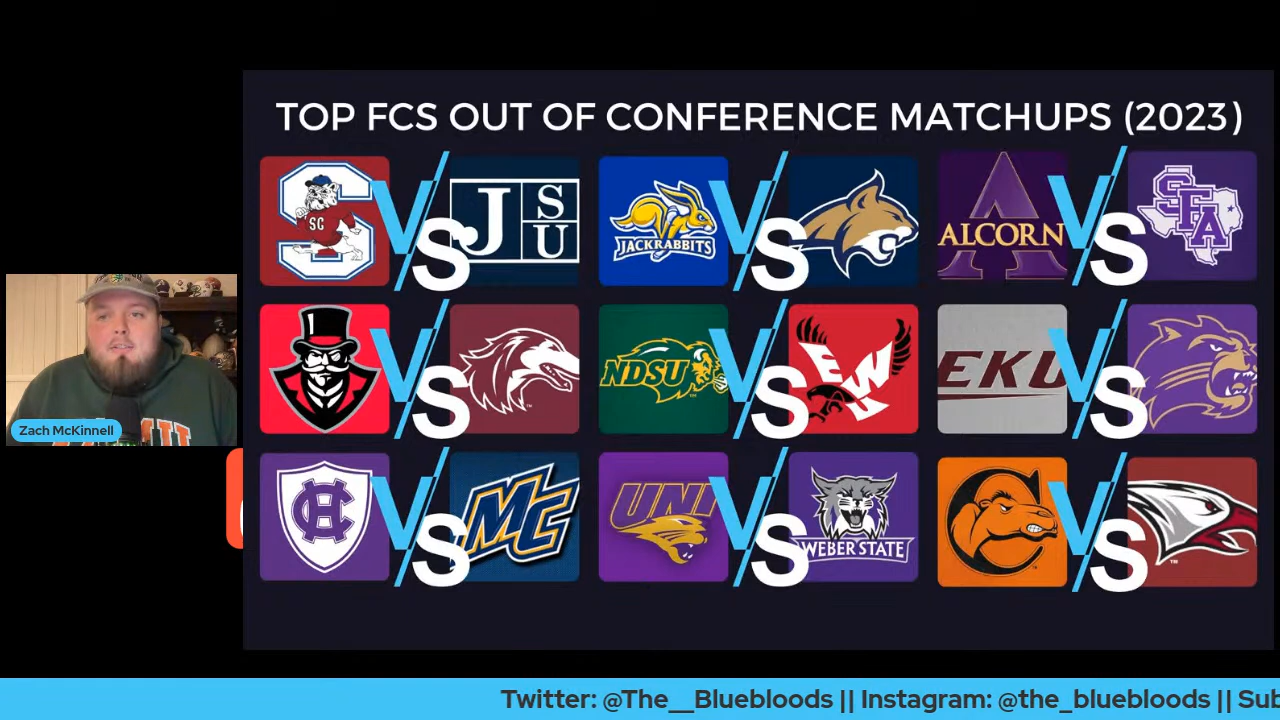 TOP FCS OUT OF CONFERENCE MATCHUPS (2023)
SC
VS
J
S
U
JACKRABBITS
VS
ALCORN
VS
SFA
VS
NDSU
VS
EWU
EKU
VS
Zach McKinnell
HC
VS
MC
UNI
VS
WEBER STATE
C
VS
Twitter: @The__Bluebloods || Instagram: @the_bluebloods || Sub